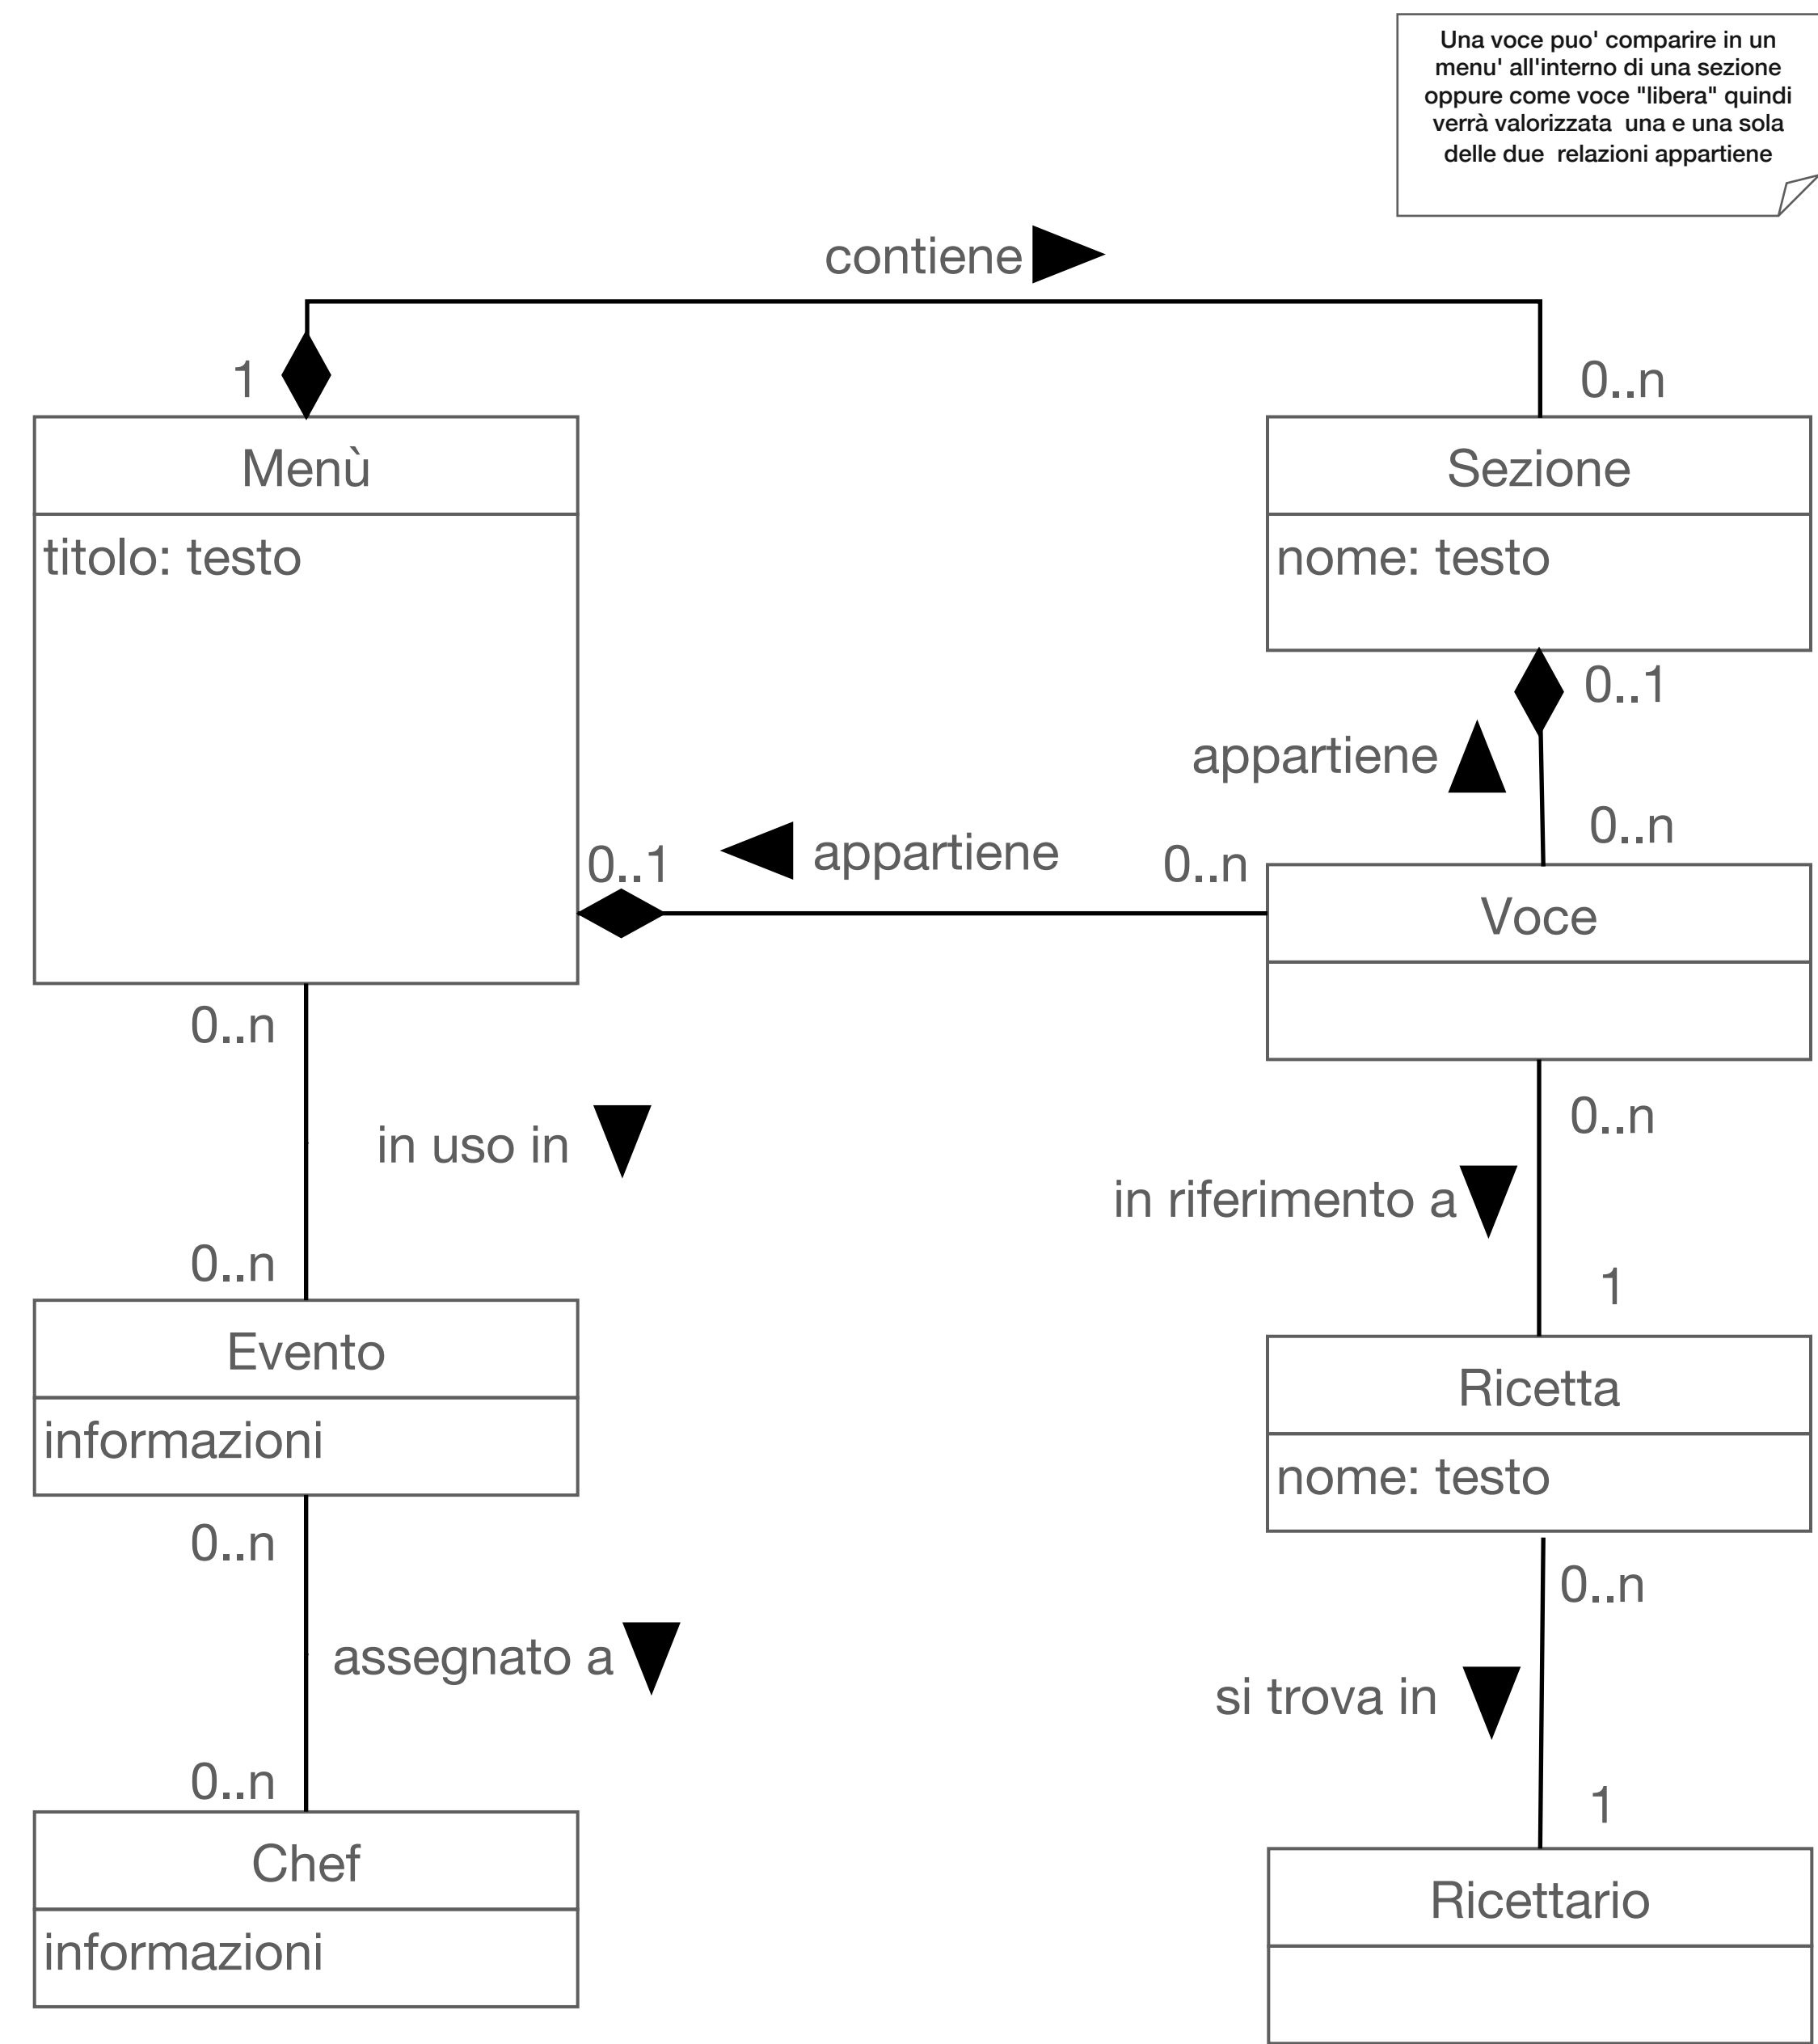 Una voce puo' comparire in un
menu' all'interno di una sezione
oppure come voce "libera" quindi
verrà valorizzata una e una sola
delle due relazioni appartiene
contiene
1
0..n
Menù
titolo: testo
Sezione
nome: testo
0..1
appartiene
0..n
0..1
appartiene
0..n
Voce
0..n
in uso in
0..n
0..n
in riferimento a
1
Evento
informazioni
Ricetta
nome: testo
0..n
assegnato a
0..n
0..n
si trova in
1
Chef
informazioni
Ricettario